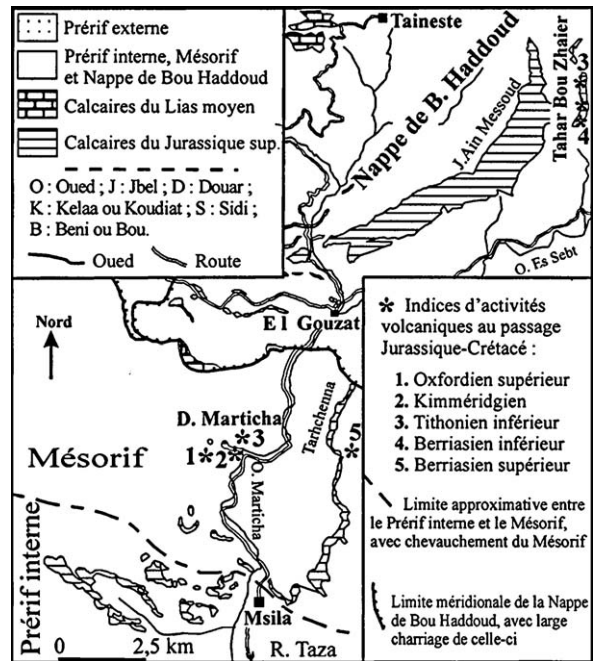 Prérif externe
Prérif interne, Mésorif
et Nappe de Bou Haddoud
Calcaires du Lias moyen
Calcaires du Jurassique sup.
O : Oued ; J : Jbel ; D : Douar ;
K : Kelaa ou Koudiat ; S : Sidi ;
B : Beni ou Bou.
Oued
Route
Taineste
Nappe de B. Haddoud
J. Ain Messoud
Tahar Bou Zhaier
3
4
O. F.s Sebt
Nord
El Gouzat
D. Marticha
3
1
2
Mésorif
O. Marticha
Tarhchenna
5
Prérif interne
Msila
0
2,5 km
R. Taza
* Indices d'activités
volcaniques au passage
Jurassique-Crétacé :
1. Oxfordien supérieur
2. Kimméridgien
3. Tithonien inférieur
4. Berriasien inférieur
5. Berriasien supérieur
Limite approximative entre
le Prérif interne et le Mésorif,
avec chevauchement du Mésorif
Limite méridionale de la Nappe
de Bou Haddoud, avec large
charriage de celle-ci